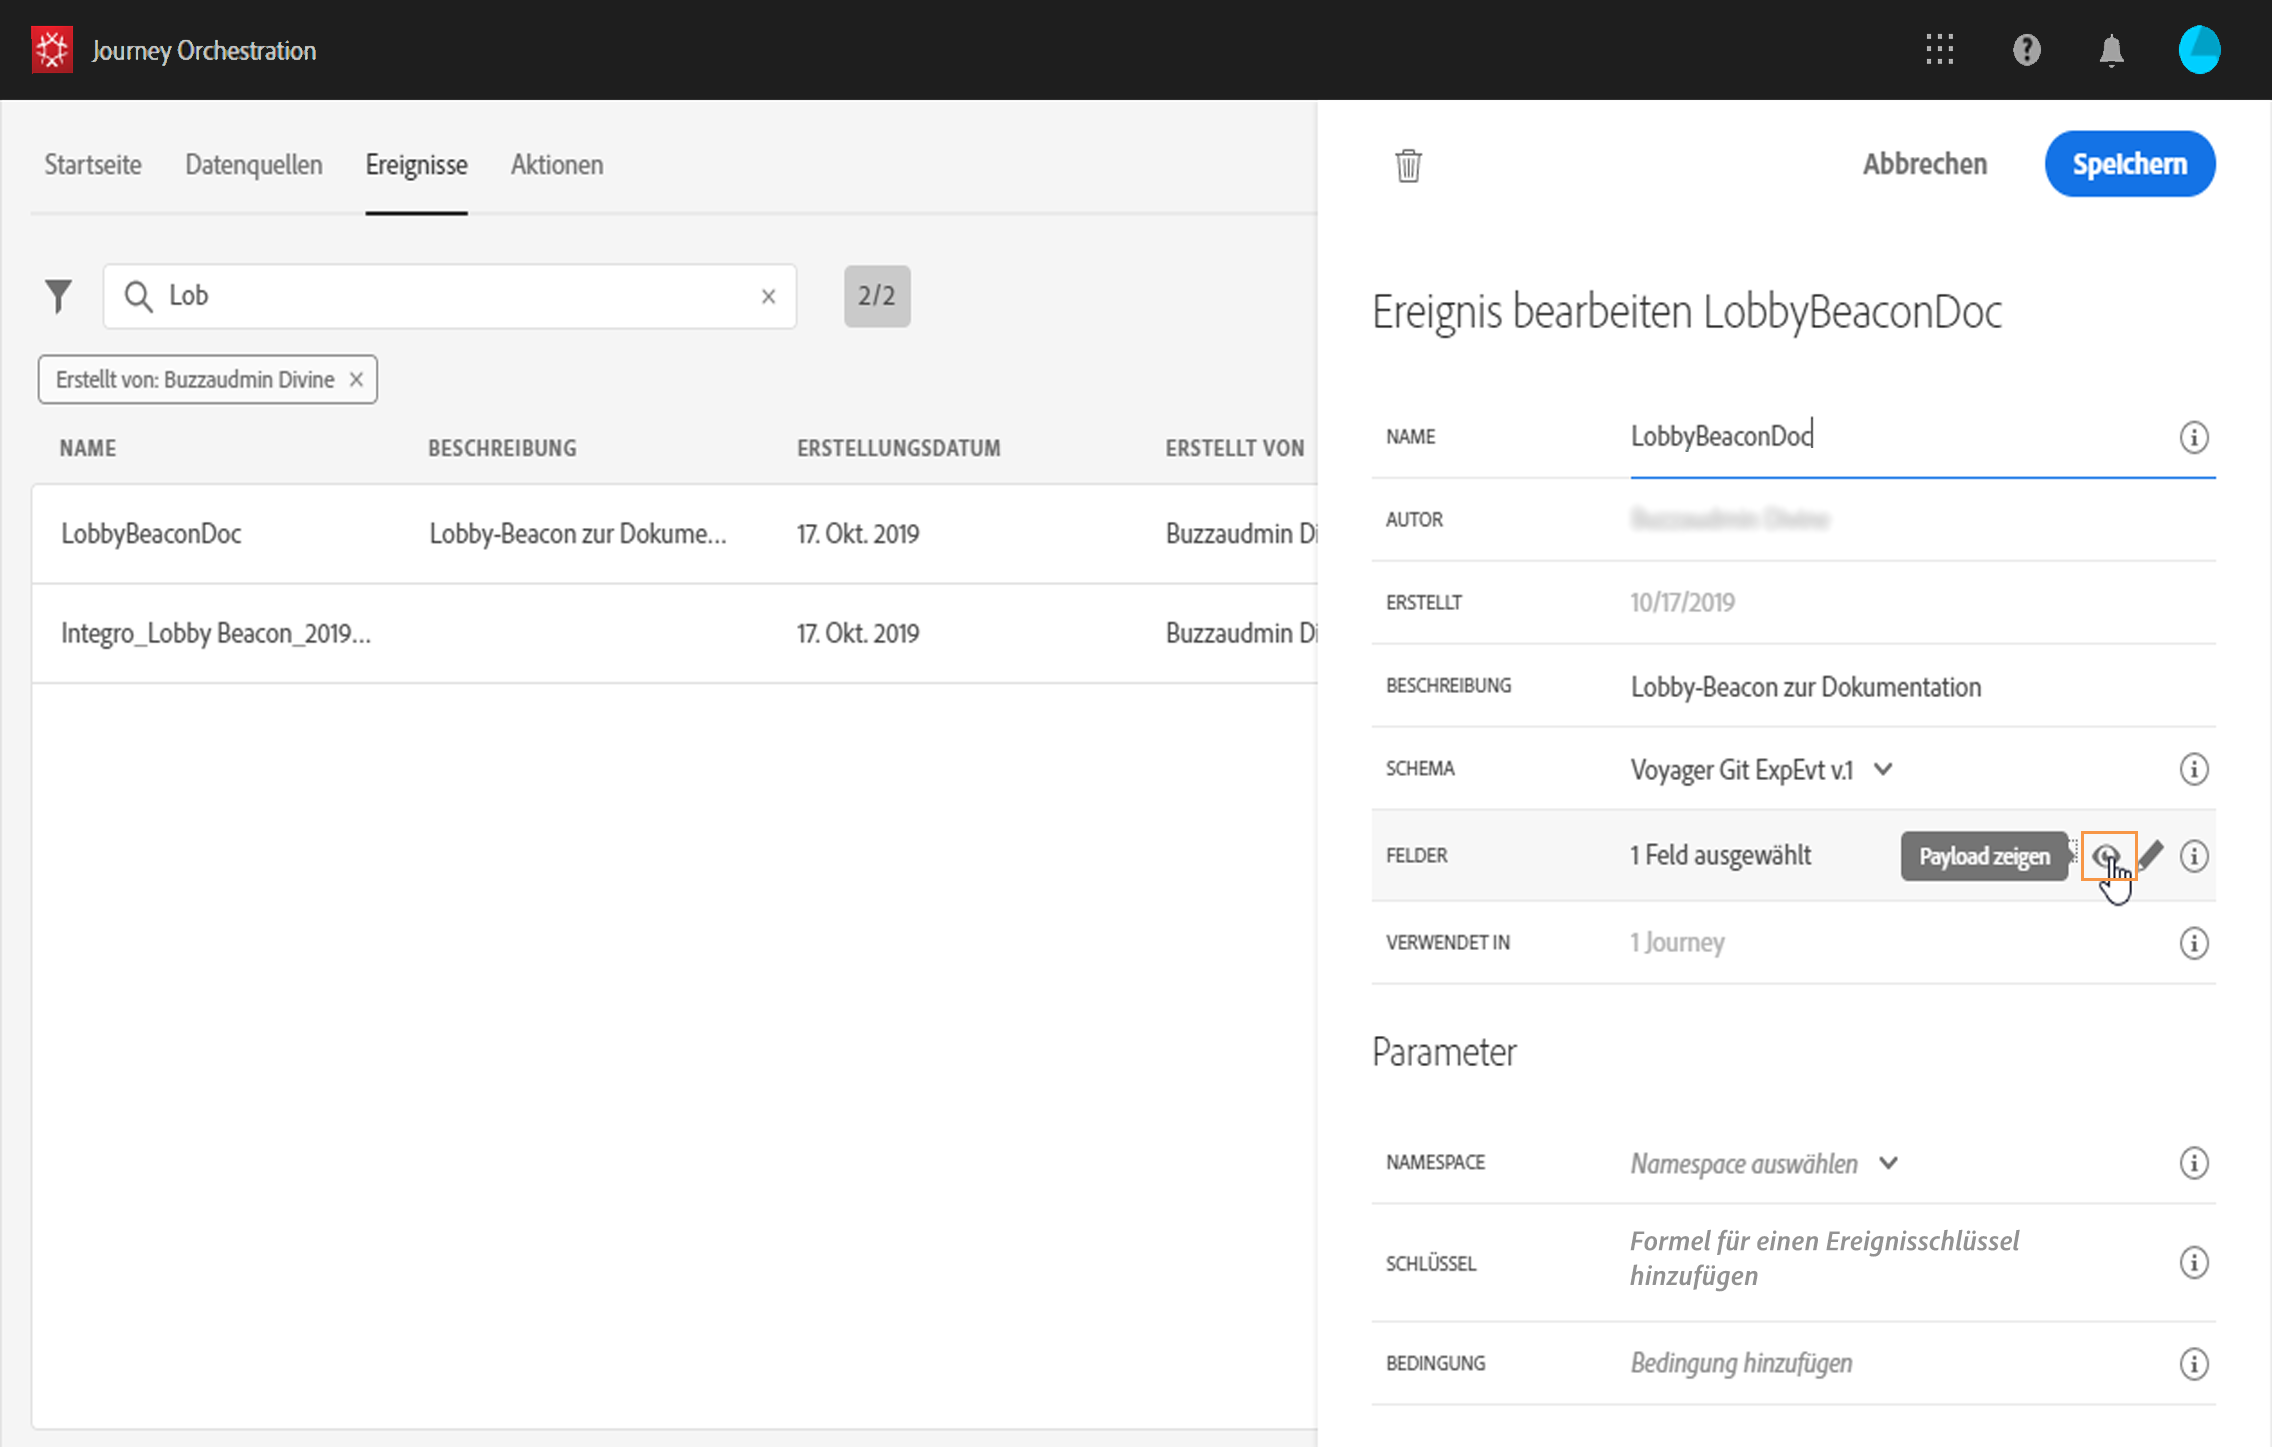 Journey Orchestration
Startseite Datenquellen Ereignisse Aktionen
Lob
2/2
Erstellt von: Buzzaudmin Divine
NAME BESCHREIBUNG ERSTELLUNGSDATUM ERSTELLT VON
LobbyBeaconDoc Lobby-Beacon zur Dokume... 17. Okt. 2019 Buzzaudmin Di
Integro_Lobby Beacon_2019... 17. Okt. 2019 Buzzaudmin Di
Abbrechen Speichern
Ereignis bearbeiten LobbyBeaconDoc
NAME LobbyBeaconDoc
AUTOR Buzzaudmin Divine
ERSTELLT 10/17/2019
BESCHREIBUNG Lobby-Beacon zur Dokumentation
SCHEMA Voyager Git ExpEvt v.1
FELDER 1 Feld ausgewählt Payload zeigen
VERWENDET IN 1 Journey
Parameter
NAMESPACE Namespace auswählen
SCHLÜSSEL Formel für einen Ereignisschlüssel
hinzufügen
BEDINGUNG Bedingung hinzufügen